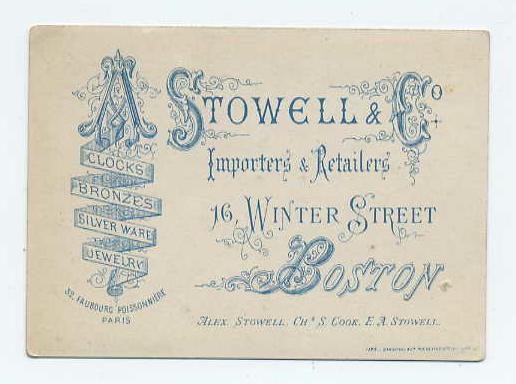 A. STOWELL & Co
Importers & Retailers
16, WINTER STREET
BOSTON
CLOCKS
BRONZES
SILVER WARE
JEWELRY
32, FAUBOURG POISSONNIÈRE
PARIS
ALEX. STOWELL. CHS S. COOK. E. A. STOWELL.